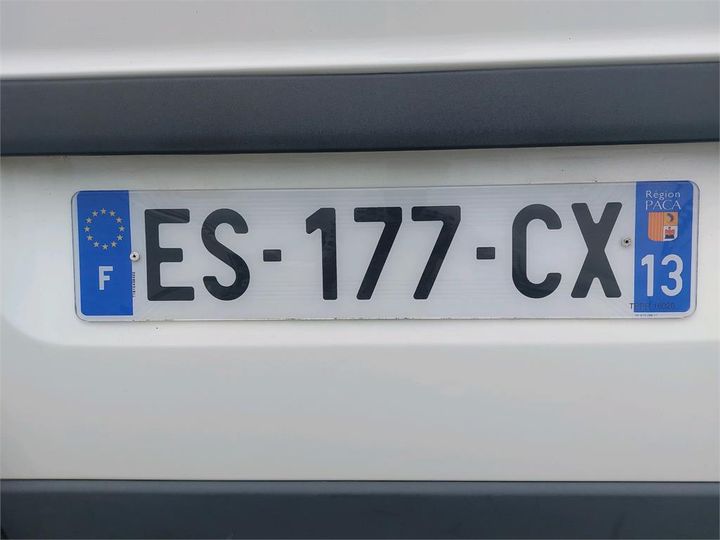 F
ES-177-CX
Région
PACA
13